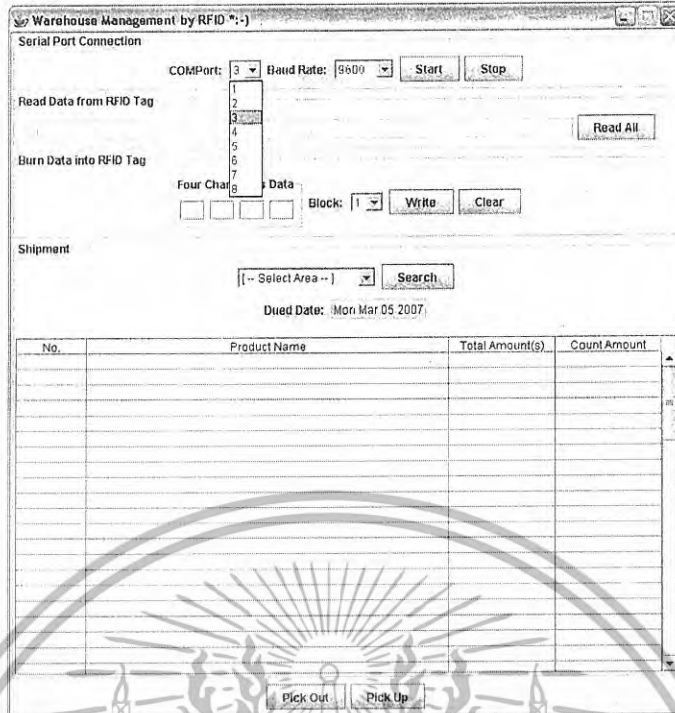 Warehouse Management by RFID *:-)
Serial Port Connection
COMPort: 3 Baud Rate: 9600 Start Stop
1
2
3
4
5
6
7
8
Read Data from RFID Tag
Read All
Burn Data into RFID Tag
Four Char s Data
Block: 1 Write Clear
Shipment
[ -- Select Area -- ] Search
Dued Date: Mon Mar 05 2007
No. Product Name Total Amount(s) Count Amount
Pick Out Pick Up